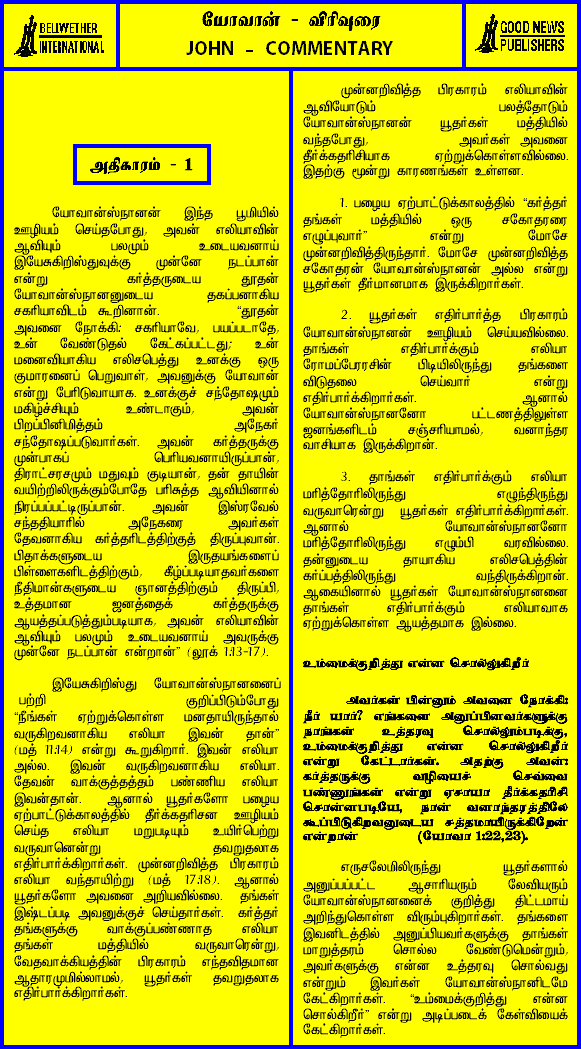 BELWETHER
INTERNATIONAL
யோவான் - விரிவுரை
JOHN - COMMENTARY
GOOD NEWS
PUBLISHERS
அதிகாரம் - 1
யோவான்ஸ்நானன் இந்த பூமியில்
ஊழியம் செய்தபோது, அவன் எலியாவின்
ஆவியும் பலமும் உடையவனாய்
இயேசுகிறிஸ்துவுக்கு முன்னே நடப்பான்
என்று கர்த்தருடைய தூதன்
யோவான்ஸ்நானனுடைய தகப்பனாகிய
சகரியாவிடம் கூறினான். "தூதன்
அவனை நோக்கி: சகரியாவே, பயப்படாதே,
உன் வேண்டுதல் கேட்கப்பட்டது; உன்
மனைவியாகிய எலிசபெத்து உனக்கு ஒரு
குமாரனைப் பெறுவாள், அவனுக்கு யோவான்
என்று பேரிடுவாயாக. உனக்குச் சந்தோஷமும்
மகிழ்ச்சியும் உண்டாகும், அவன்
பிறப்பினிமித்தம் அநேகர்
சந்தோஷப்படுவார்கள். அவன் கர்த்தருக்கு
முன்பாகப் பெரியவனாயிருப்பான்,
திராட்சரசமும் மதுவும் குடியான், தன் தாயின்
வயிற்றிலிருக்கும்போதே பரிசுத்த ஆவியினால்
நிரப்பப்பட்டிருப்பான். அவன் இஸ்ரவேல்
சந்ததியாரில் அநேகரை அவர்கள்
தேவனாகிய கர்த்தரிடத்திற்குத் திருப்புவான்.
பிதாக்களுடைய இருதயங்களைப்
பிள்ளைகளிடத்திற்கும், கீழ்ப்படியாதவர்களை
நீதிமான்களுடைய ஞானத்திற்கும் திருப்பி,
உத்தமான ஜனத்தைக் கர்த்தருக்கு
ஆயத்தப்படுத்தும்படியாக, அவன் எலியாவின்
ஆவியும் பலமும் உடையவனாய் அவருக்கு
முன்னே நடப்பான் என்றான்" (லூக் 1:13-17).
இயேசுகிறிஸ்து யோவான்ஸ்நானனைப்
பற்றி குறிப்பிடும்போது
"நீங்கள் ஏற்றுக்கொள்ள மனதாயிருந்தால்
வருகிறவனாகிய எலியா இவன் தான்"
(மத் 11:14) என்று கூறுகிறார். இவன் எலியா
அல்ல. இவன் வருகிறவனாகிய எலியா.
தேவன் வாக்குத்தத்தம் பண்ணிய எலியா
இவன்தான். ஆனால் யூதர்களோ பழைய
ஏற்பாட்டுக்காலத்தில் தீர்க்கதரிசன ஊழியம்
செய்த எலியா மறுபடியும் உயிர்பெற்று
வருவானென்று தவறுதலாக
எதிர்பார்க்கிறார்கள். முன்னறிவித்த பிரகாரம்
எலியா வந்தாயிற்று (மத் 17:18). ஆனால்
யூதர்களோ அவனை அறியவில்லை. தங்கள்
இஷ்டப்படி அவனுக்குச் செய்தார்கள். கர்த்தர்
தங்களுக்கு வாக்குப்பண்ணாத எலியா
தங்கள் மத்தியில் வருவாரென்று,
வேதவாக்கியத்தின் பிரகாரம் எந்தவிதமான
ஆதாரமுமில்லாமல், யூதர்கள் தவறுதலாக
எதிர்பார்க்கிறார்கள்.
முன்னறிவித்த பிரகாரம் எலியாவின்
ஆவியோடும் பலத்தோடும்
யோவான்ஸ்நானன் யூதர்கள் மத்தியில்
வந்தபோது, அவர்கள் அவனை
தீர்க்கதரிசியாக ஏற்றுக்கொள்ளவில்லை.
இதற்கு மூன்று காரணங்கள் உள்ளன.
1. பழைய ஏற்பாட்டுக்காலத்தில் "கர்த்தர்
தங்கள் மத்தியில் ஒரு சகோதரரை
எழுப்புவார்" என்று மோசே
முன்னறிவித்திருந்தார். மோசே முன்னறிவித்த
சகோதரன் யோவான்ஸ்நானன் அல்ல என்று
யூதர்கள் தீர்மானமாக இருக்கிறார்கள்.
2. யூதர்கள் எதிர்பார்த்த பிரகாரம்
யோவான்ஸ்நானன் ஊழியம் செய்யவில்லை.
தாங்கள் எதிர்பார்க்கும் எலியா
ரோமப்பேரரசின் பிடியிலிருந்து தங்களை
விடுதலை செய்வார் என்று
எதிர்பார்க்கிறார்கள். ஆனால்
யோவான்ஸ்நானனோ பட்டணத்திலுள்ள
ஜனங்களிடம் சஞ்சரியாமல், வனாந்தர
வாசியாக இருக்கிறான்.
3. தாங்கள் எதிர்பார்க்கும் எலியா
மரித்தோரிலிருந்து எழுந்திருந்து
வருவாரென்று யூதர்கள் எதிர்பார்க்கிறார்கள்.
ஆனால் யோவான்ஸ்நானனோ
மரித்தோரிலிருந்து எழும்பி வரவில்லை.
தன்னுடைய தாயாகிய எலிசபெத்தின்
கர்ப்பத்திலிருந்து வந்திருக்கிறான்.
ஆகையினால் யூதர்கள் யோவான்ஸ்நானனை
தாங்கள் எதிர்பார்க்கும் எலியாவாக
ஏற்றுக்கொள்ள ஆயத்தமாக இல்லை.
உம்மைக்குறித்து என்ன சொல்லுகிறீர்
அவர்கள் பின்னும் அவனை நோக்கி:
நீர் யார்? எங்களை அனுப்பினவர்களுக்கு
நாங்கள் உத்தரவு சொல்லும்படிக்கு,
உம்மைக்குறித்து என்ன சொல்லுகிறீர்
என்று கேட்டார்கள். அதற்கு அவன்:
கர்த்தருக்கு வழியைச் செவ்வை
பண்ணுங்கள் என்று ஏசாயா தீர்க்கதரிசி
சொன்னபடியே, நான் வனாந்தரத்திலே
கூப்பிடுகிறவனுடைய சத்தமாயிருக்கிறேன்
என்றான் (யோவா 1:22,23).
எருசலேமிலிருந்து யூதர்களால்
அனுப்பப்பட்ட ஆசாரியரும் லேவியரும்
யோவான்ஸ்நானனைக் குறித்து திட்டமாய்
அறிந்துகொள்ள விரும்புகிறார்கள். தங்களை
இவனிடத்தில் அனுப்பியவர்களுக்கு தாங்கள்
மாறுத்தரம் சொல்ல வேண்டுமென்றும்,
அவர்களுக்கு என்ன உத்தரவு சொல்வது
என்றும் இவர்கள் யோவான்ஸ்நானனிடமே
கேட்கிறார்கள். "உம்மைக்குறித்து என்ன
சொல்கிறீர்" என்று அடிப்படைக் கேள்வியைக்
கேட்கிறார்கள்.